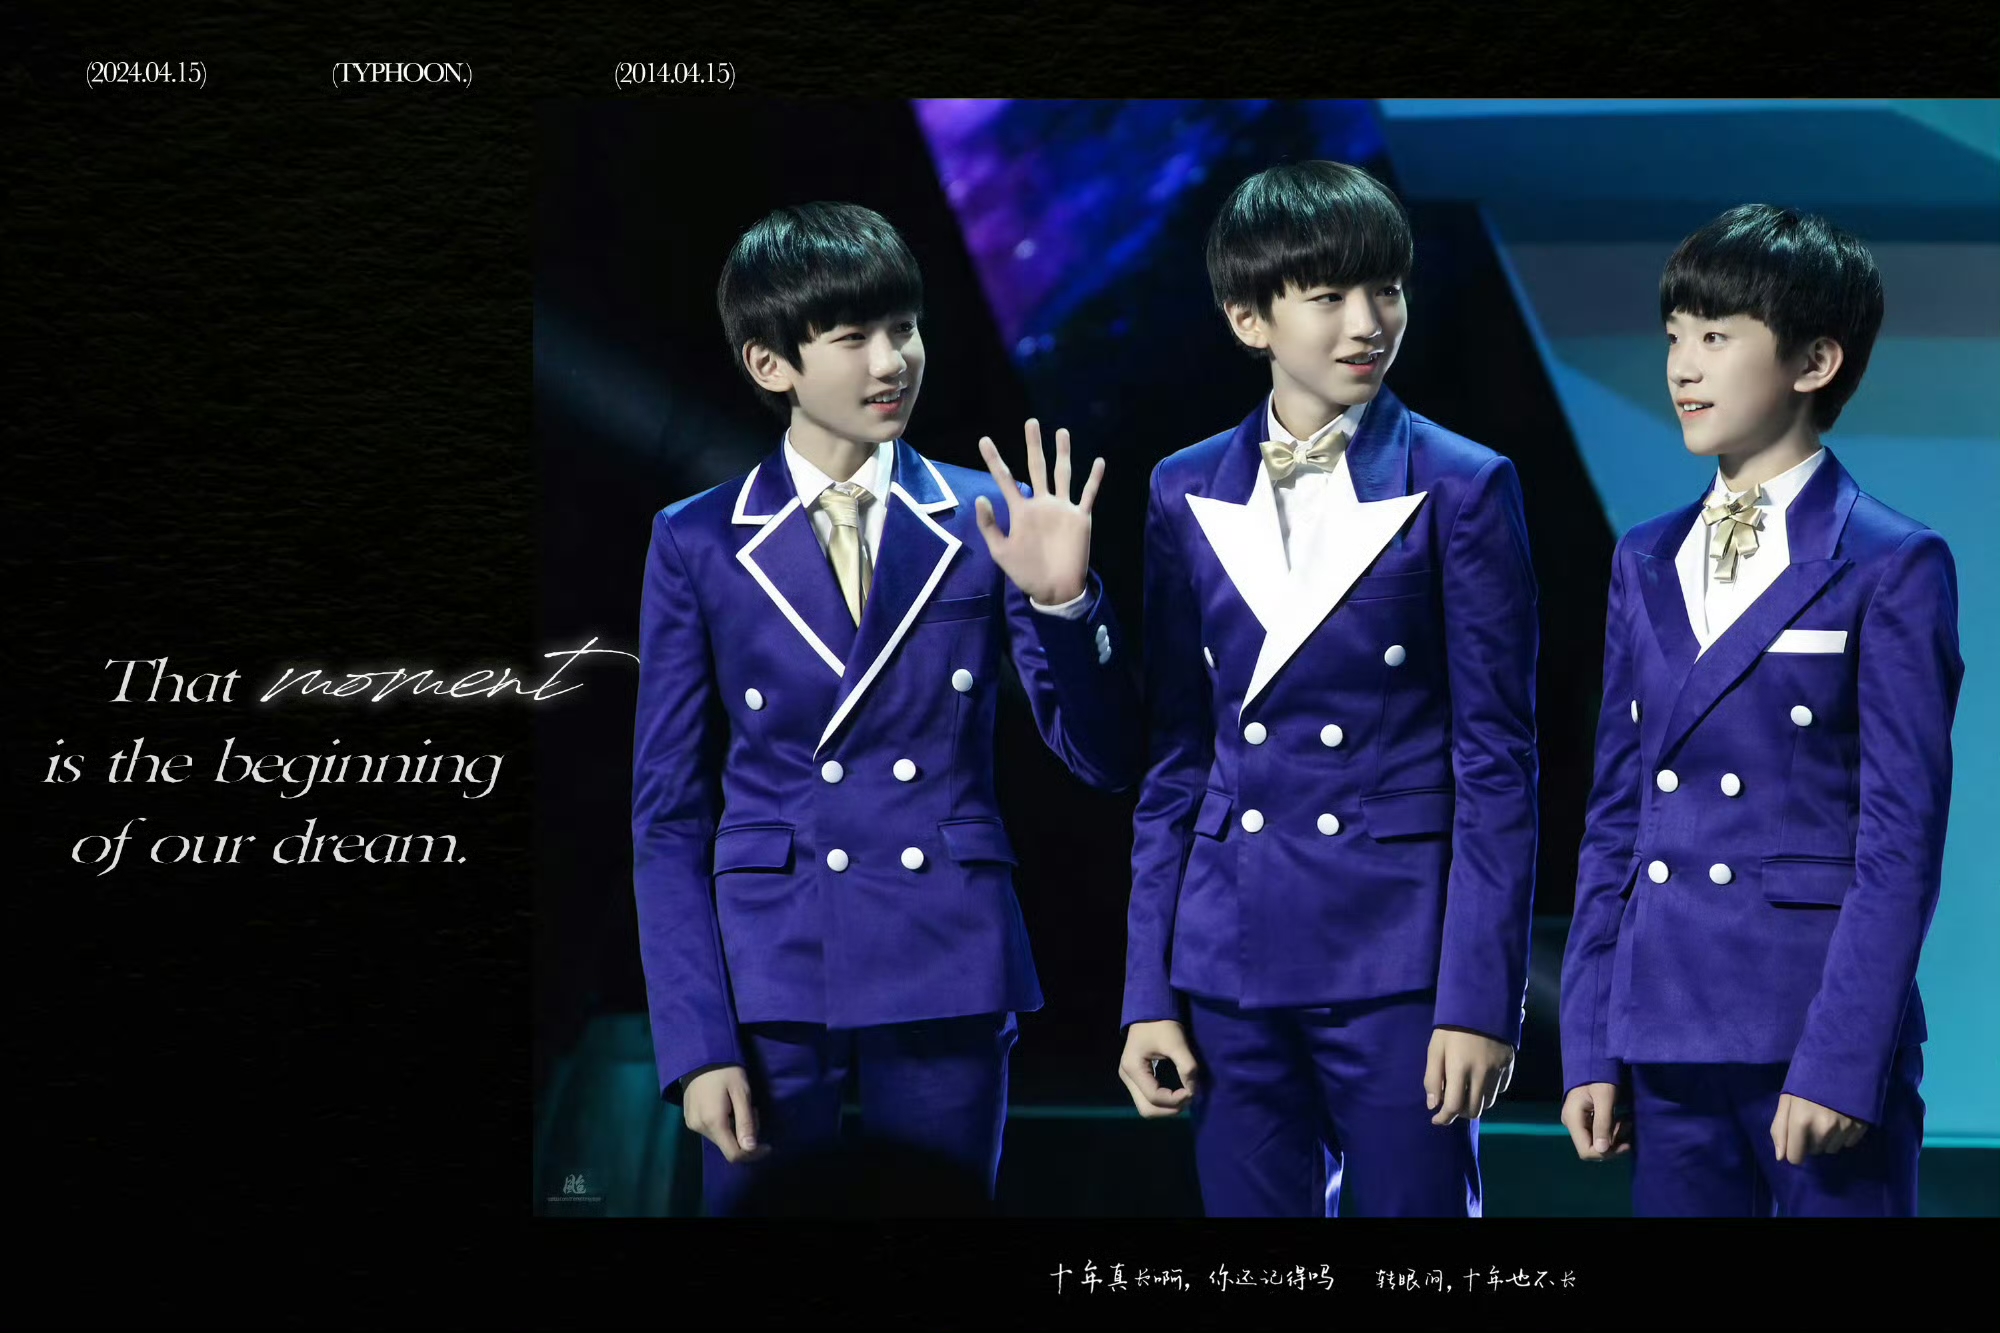 (2024.04.15) (TYPHOON.) (2014.04.15)
That moment
is the beginning
of our dream.
十年真长啊，你还记得吗 转眼间，十年也不长